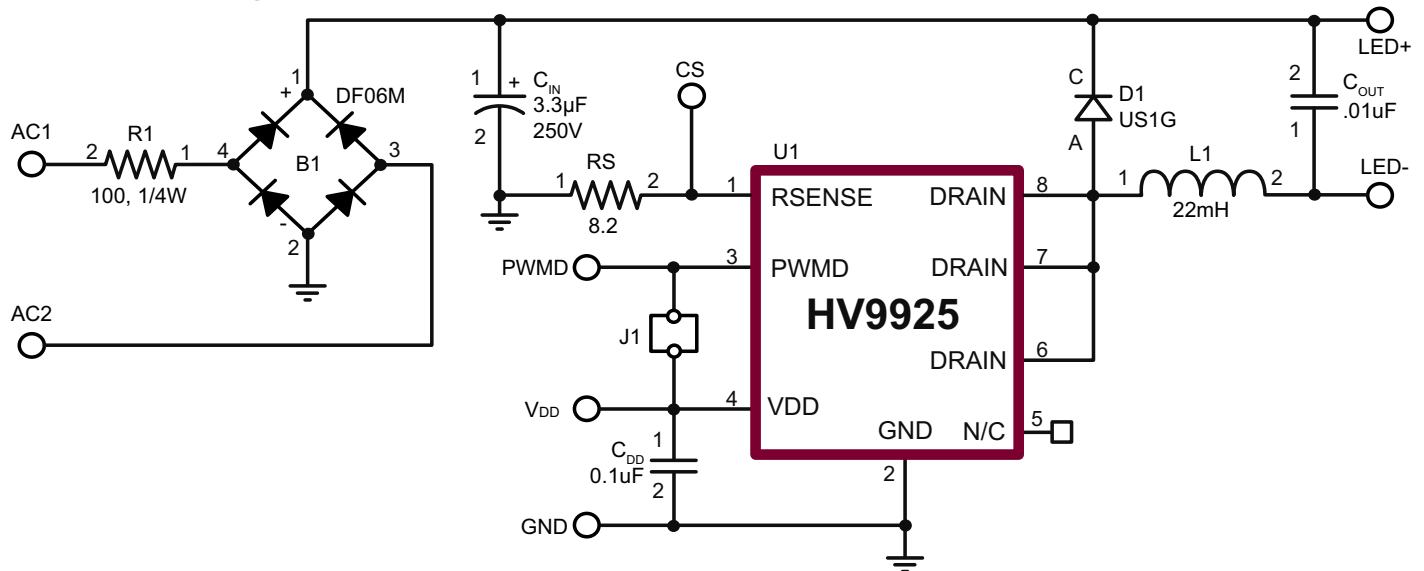 LED+
CS
1
1
+
C
2
C_IN
C_OUT
+
DF06M
3.3µF
D1
.01uF
AC1
R1
2
250V
US1G
1
2
1
4
B1
3
A
U1
L1
LED-
100, 1/4W
RS
1
2
1
RSENSE
DRAIN
8
1
2
-
8.2
22mH
2
PWMD
3
PWMD
DRAIN
7
AC2
HV9925
J1
DRAIN
6
VDD
4
VDD
1
GND
N/C
5
C_DD
0.1uF
2
2
GND